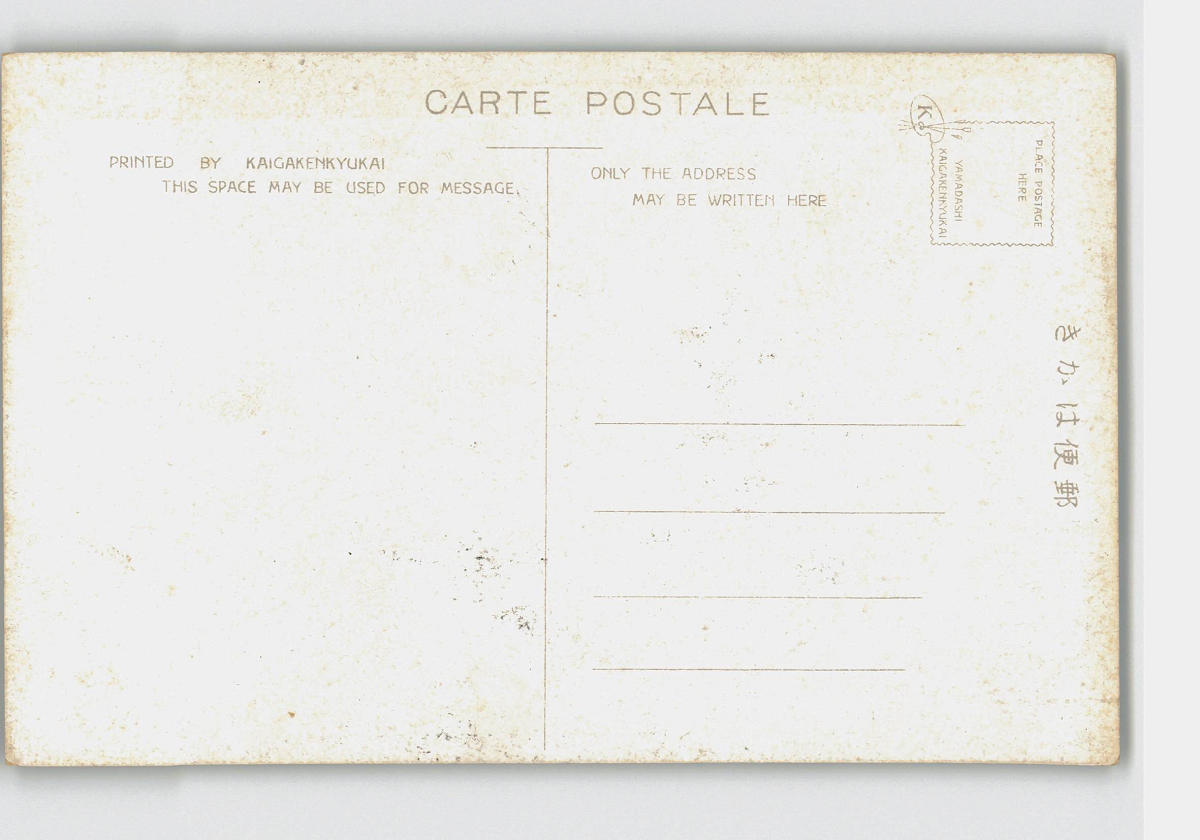 CARTE POSTALE
PRINTED BY KAIGAKENKYUKAI
THIS SPACE MAY BE USED FOR MESSAGE.
ONLY THE ADDRESS
MAY BE WRITTEN HERE
K
PLACE POSTAGE
HERE
YAMADASHI
KAIGAKENKYUKAI
きかは便郵